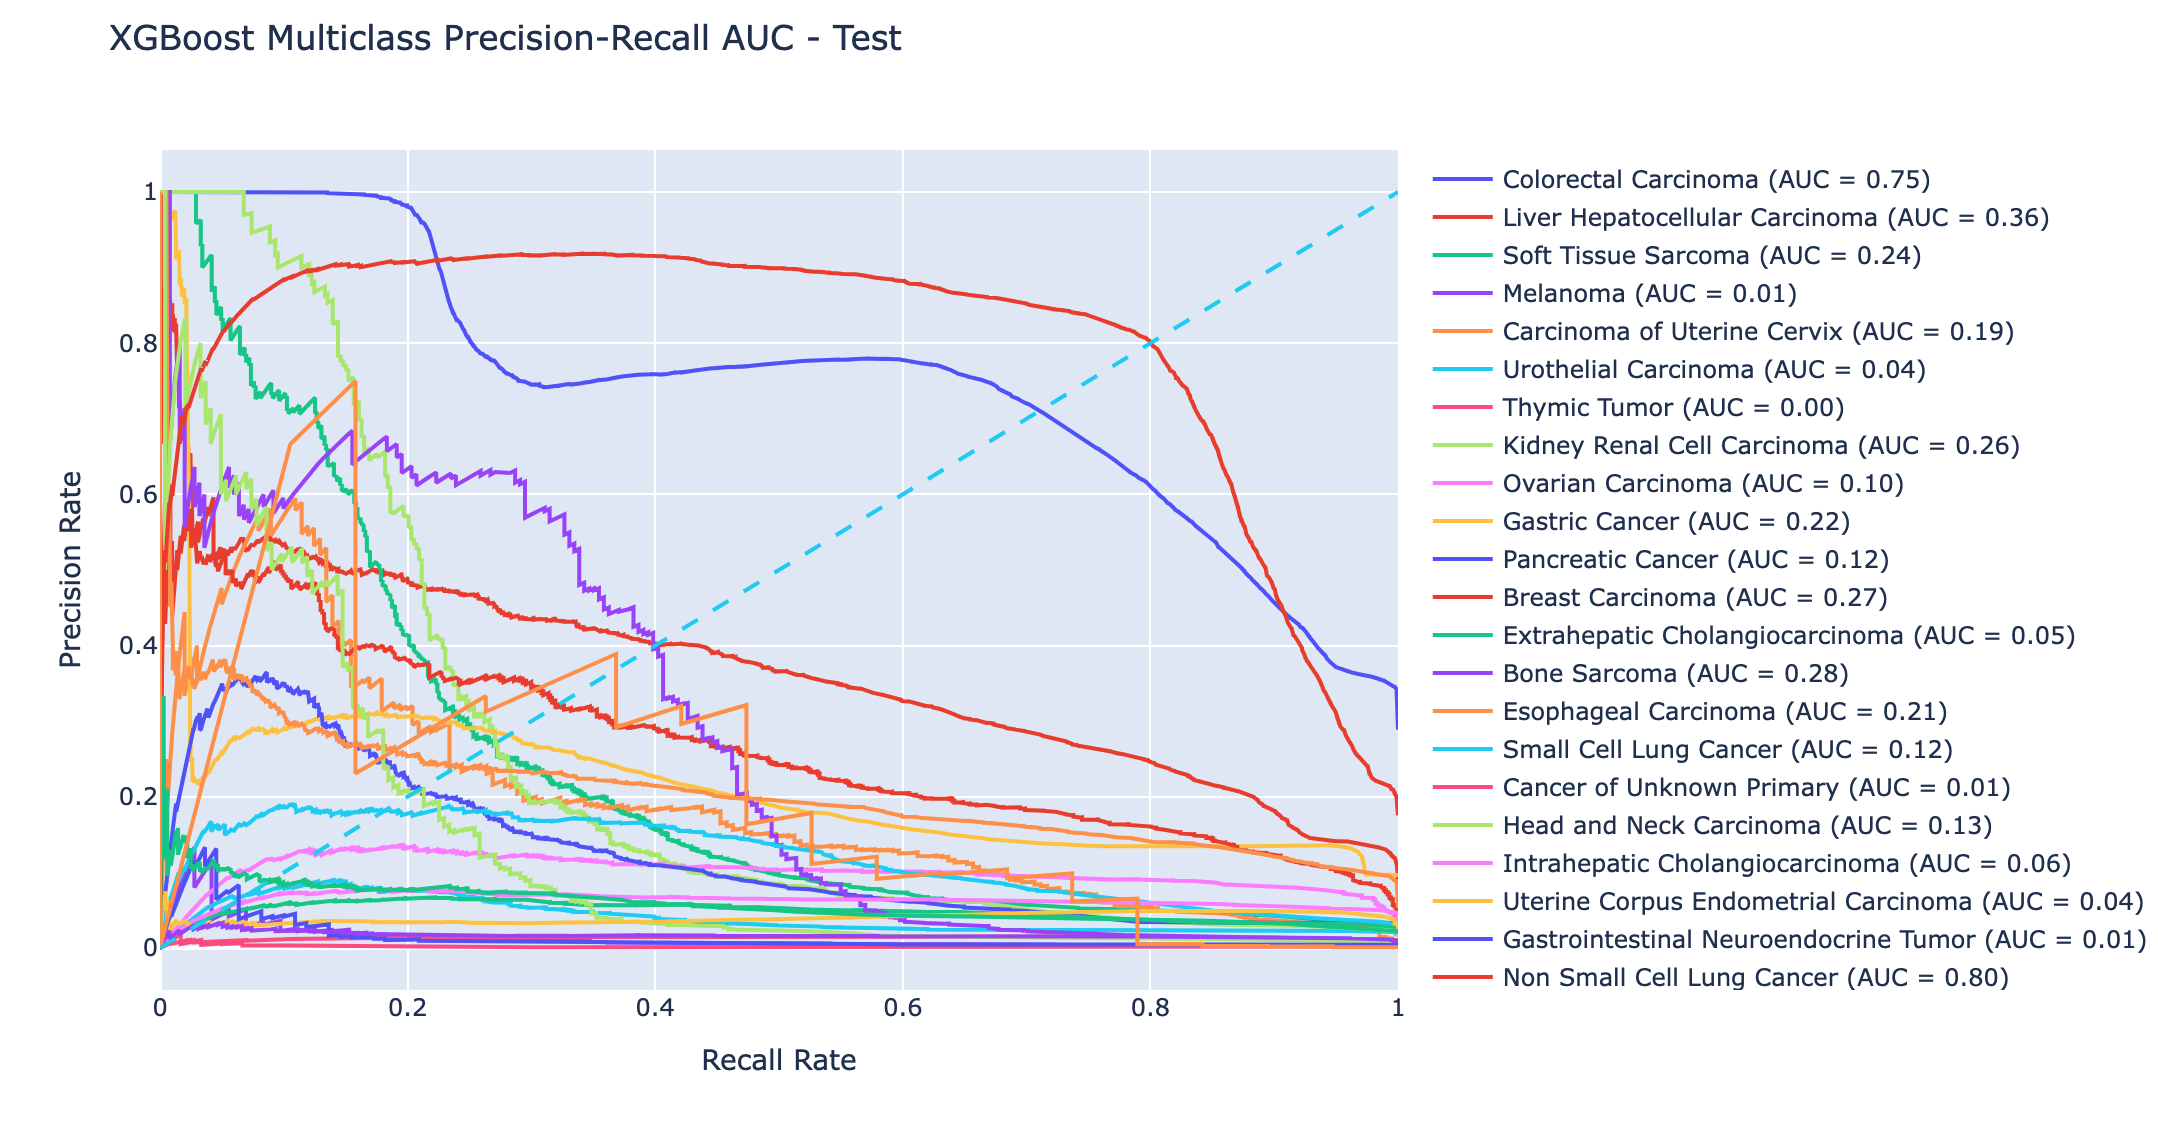 XGBoost Multiclass Precision-Recall AUC - Test
Precision Rate
1
0.8
0.6
0.4
0.2
0
0 0.2 0.4 0.6 0.8 1
Recall Rate
Colorectal Carcinoma (AUC = 0.75)
Liver Hepatocellular Carcinoma (AUC = 0.36)
Soft Tissue Sarcoma (AUC = 0.24)
Melanoma (AUC = 0.01)
Carcinoma of Uterine Cervix (AUC = 0.19)
Urothelial Carcinoma (AUC = 0.04)
Thymic Tumor (AUC = 0.00)
Kidney Renal Cell Carcinoma (AUC = 0.26)
Ovarian Carcinoma (AUC = 0.10)
Gastric Cancer (AUC = 0.22)
Pancreatic Cancer (AUC = 0.12)
Breast Carcinoma (AUC = 0.27)
Extrahepatic Cholangiocarcinoma (AUC = 0.05)
Bone Sarcoma (AUC = 0.28)
Esophageal Carcinoma (AUC = 0.21)
Small Cell Lung Cancer (AUC = 0.12)
Cancer of Unknown Primary (AUC = 0.01)
Head and Neck Carcinoma (AUC = 0.13)
Intrahepatic Cholangiocarcinoma (AUC = 0.06)
Uterine Corpus Endometrial Carcinoma (AUC = 0.04)
Gastrointestinal Neuroendocrine Tumor (AUC = 0.01)
Non Small Cell Lung Cancer (AUC = 0.80)